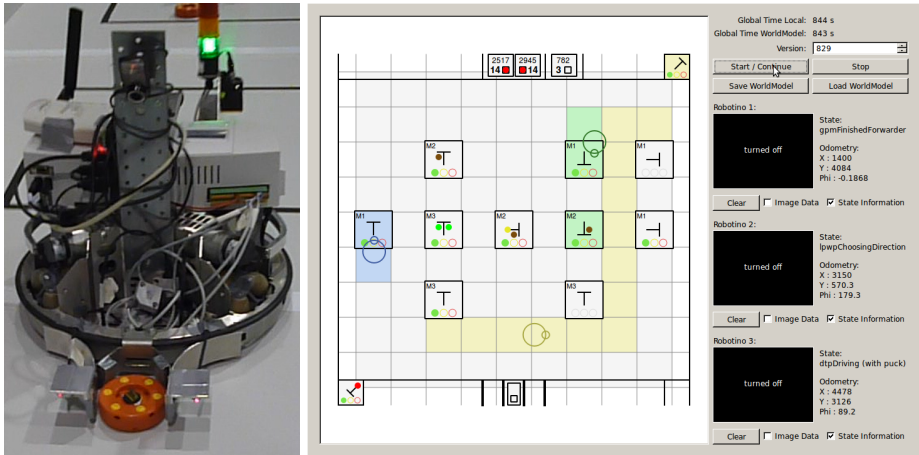 Global Time Local: 844 s
Global Time WorldModel: 843 s
Version: 829
Start / Continue Stop
Save WorldModel Load WorldModel
2517 2945 782
14 14 3
M2 M1 M1
M1 M3 M2 M2 M1
M3 M3
Robotino 1:
turned off
State:
gpmFinishedForwarder
Odometry:
X : 1400
Y : 4084
Phi : -0.1868
Clear Image Data State Information
Robotino 2:
turned off
State:
lpwpChoosingDirection
Odometry:
X : 3150
Y : 570.3
Phi : 179.3
Clear Image Data State Information
Robotino 3:
turned off
State:
dtpDriving (with puck)
Odometry:
X : 4478
Y : 3126
Phi : 89.2
Clear Image Data State Information